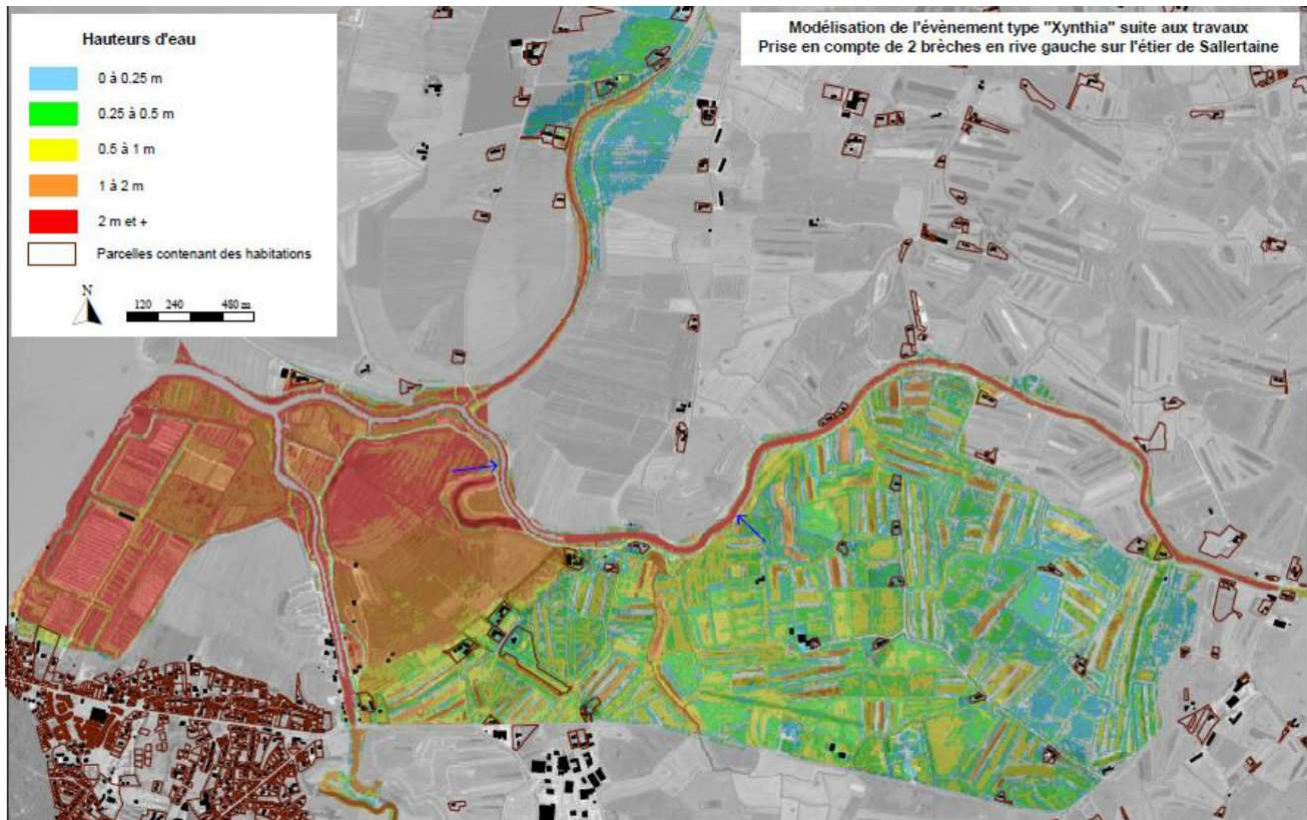 Hauteurs d'eau
0 à 0.25 m
0.25 à 0.5 m
0.5 à 1 m
1 à 2 m
2 m et +
Parcelles contenant des habitations
N
120 240 480 m
Modélisation de l'évènement type "Xynthia" suite aux travaux
Prise en compte de 2 brèches en rive gauche sur l'étier de Sallertaine